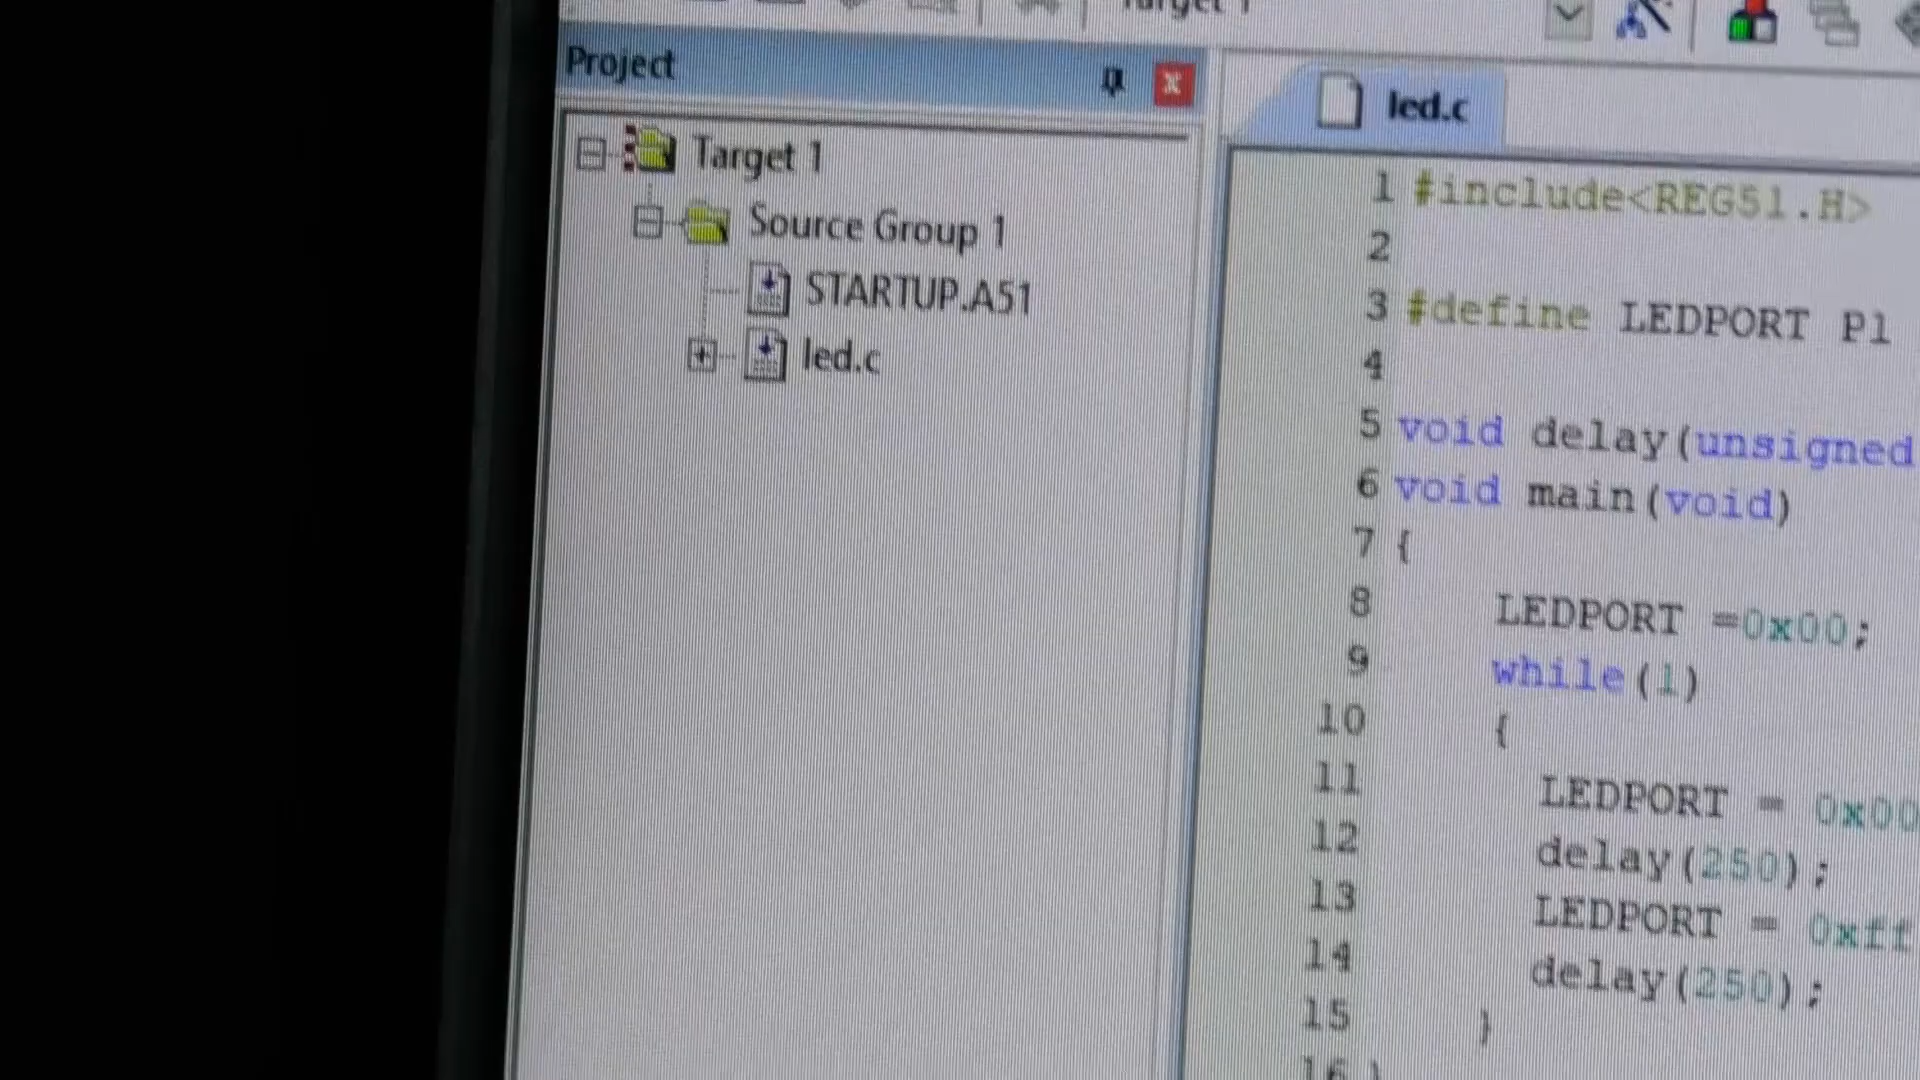 Target 1
Project
Target 1
Source Group 1
STARTUP.A51
led.c
led.c
1 #include<REG51.H>
2
3 #define LEDPORT P1
4
5 void delay(unsigned
6 void main(void)
7 {
8 LEDPORT =0x00;
9 while(1)
10 {
11 LEDPORT = 0x00
12 delay(250);
13 LEDPORT = 0xff
14 delay(250);
15 }
16 }